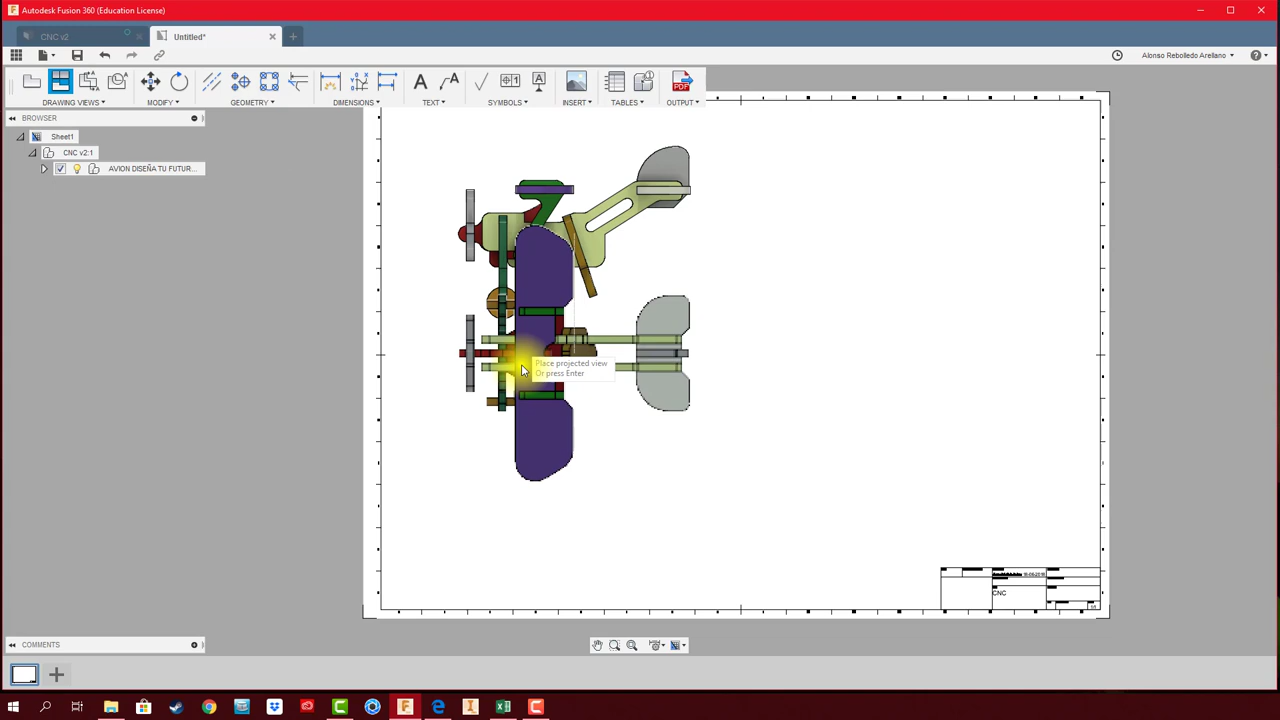 Autodesk Fusion 360 (Education License)
CNC v2
Untitled*
Alonso Rebolledo Arellano
DRAWING VIEWS
MODIFY
GEOMETRY
DIMENSIONS
TEXT
SYMBOLS
INSERT
TABLES
OUTPUT
PDF
BROWSER
Sheet1
CNC v2:1
AVION DISEÑA TU FUTUR...
Place projected view
Or press Enter
CNC
COMMENTS